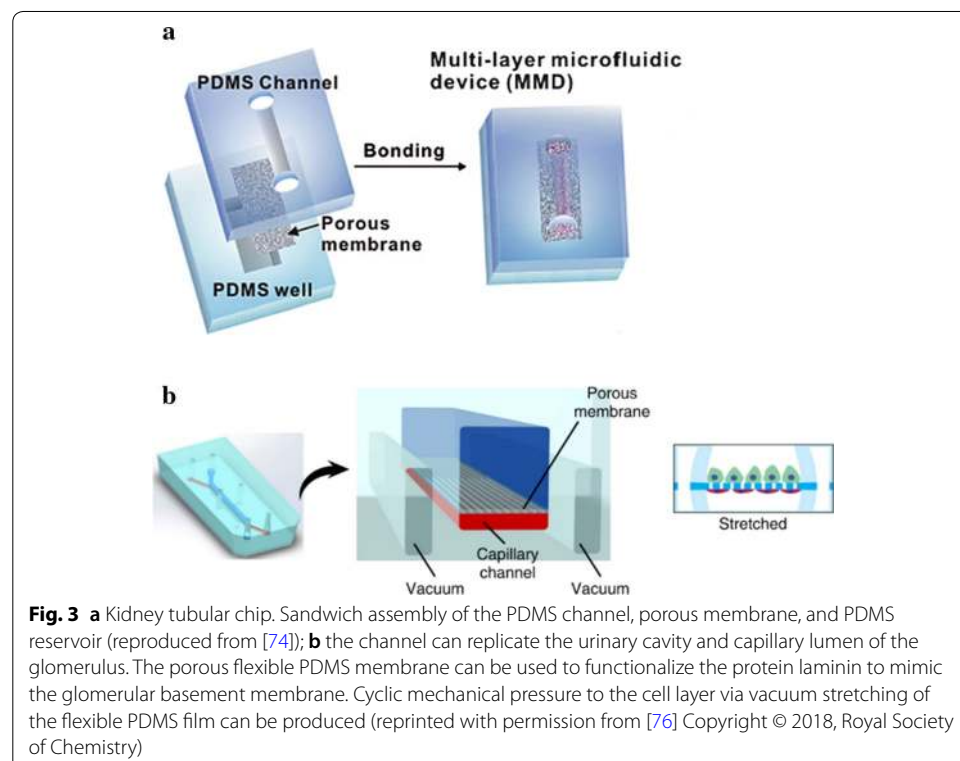 a
PDMS Channel
Multi-layer microfluidic
device (MMD)
Bonding
Porous
membrane
PDMS well
b
Porous
membrane
Capillary
channel
Vacuum
Vacuum
Stretched
Fig. 3 a Kidney tubular chip. Sandwich assembly of the PDMS channel, porous membrane, and PDMS
reservoir (reproduced from [74]); b the channel can replicate the urinary cavity and capillary lumen of the
glomerulus. The porous flexible PDMS membrane can be used to functionalize the protein laminin to mimic
the glomerular basement membrane. Cyclic mechanical pressure to the cell layer via vacuum stretching of
the flexible PDMS film can be produced (reprinted with permission from [76] Copyright © 2018, Royal Society
of Chemistry)